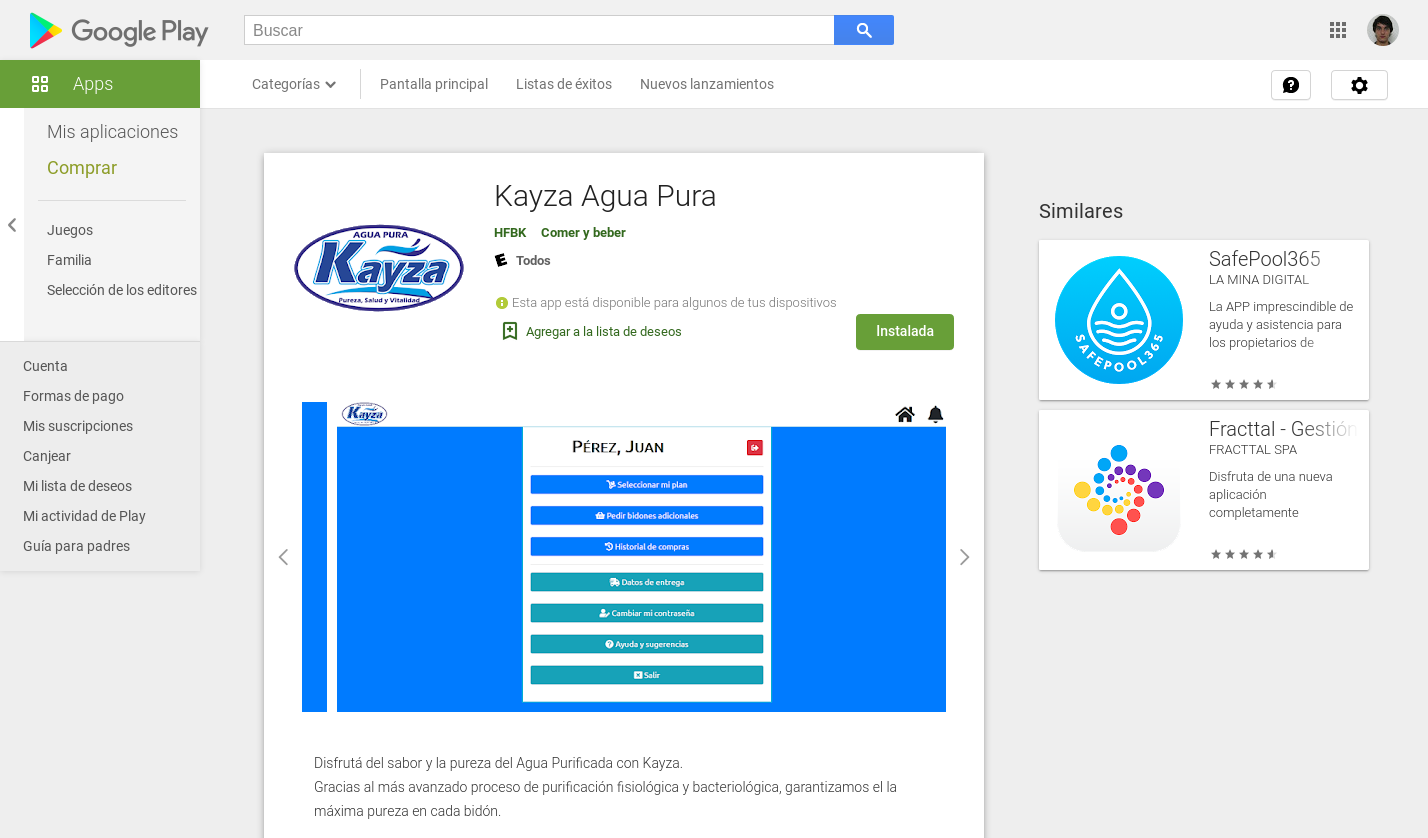 Google Play
Buscar
Apps
Categorías
Pantalla principal
Listas de éxitos
Nuevos lanzamientos
Mis aplicaciones
Comprar
Juegos
Familia
Selección de los editores
Cuenta
Formas de pago
Mis suscripciones
Canjear
Mi lista de deseos
Mi actividad de Play
Guía para padres
AGUA PURA
Kayza
Pureza, Salud y Vitalidad
Kayza Agua Pura
HFBK Comer y beber
Todos
Esta app está disponible para algunos de tus dispositivos
Agregar a la lista de deseos
Instalada
Kayza
PÉREZ, JUAN
Seleccionar mi plan
Pedir bidones adicionales
Historial de compras
Datos de entrega
Cambiar mi contraseña
Ayuda y sugerencias
Salir
Disfrutá del sabor y la pureza del Agua Purificada con Kayza.
Gracias al más avanzado proceso de purificación fisiológica y bacteriológica, garantizamos el la
máxima pureza en cada bidón.
Similares
SAFEPOOL365
SafePool365
LA MINA DIGITAL
La APP imprescindible de
ayuda y asistencia para
los propietarios de
Fracttal - Gestión
FRACTTAL SPA
Disfruta de una nueva
aplicación
completamente